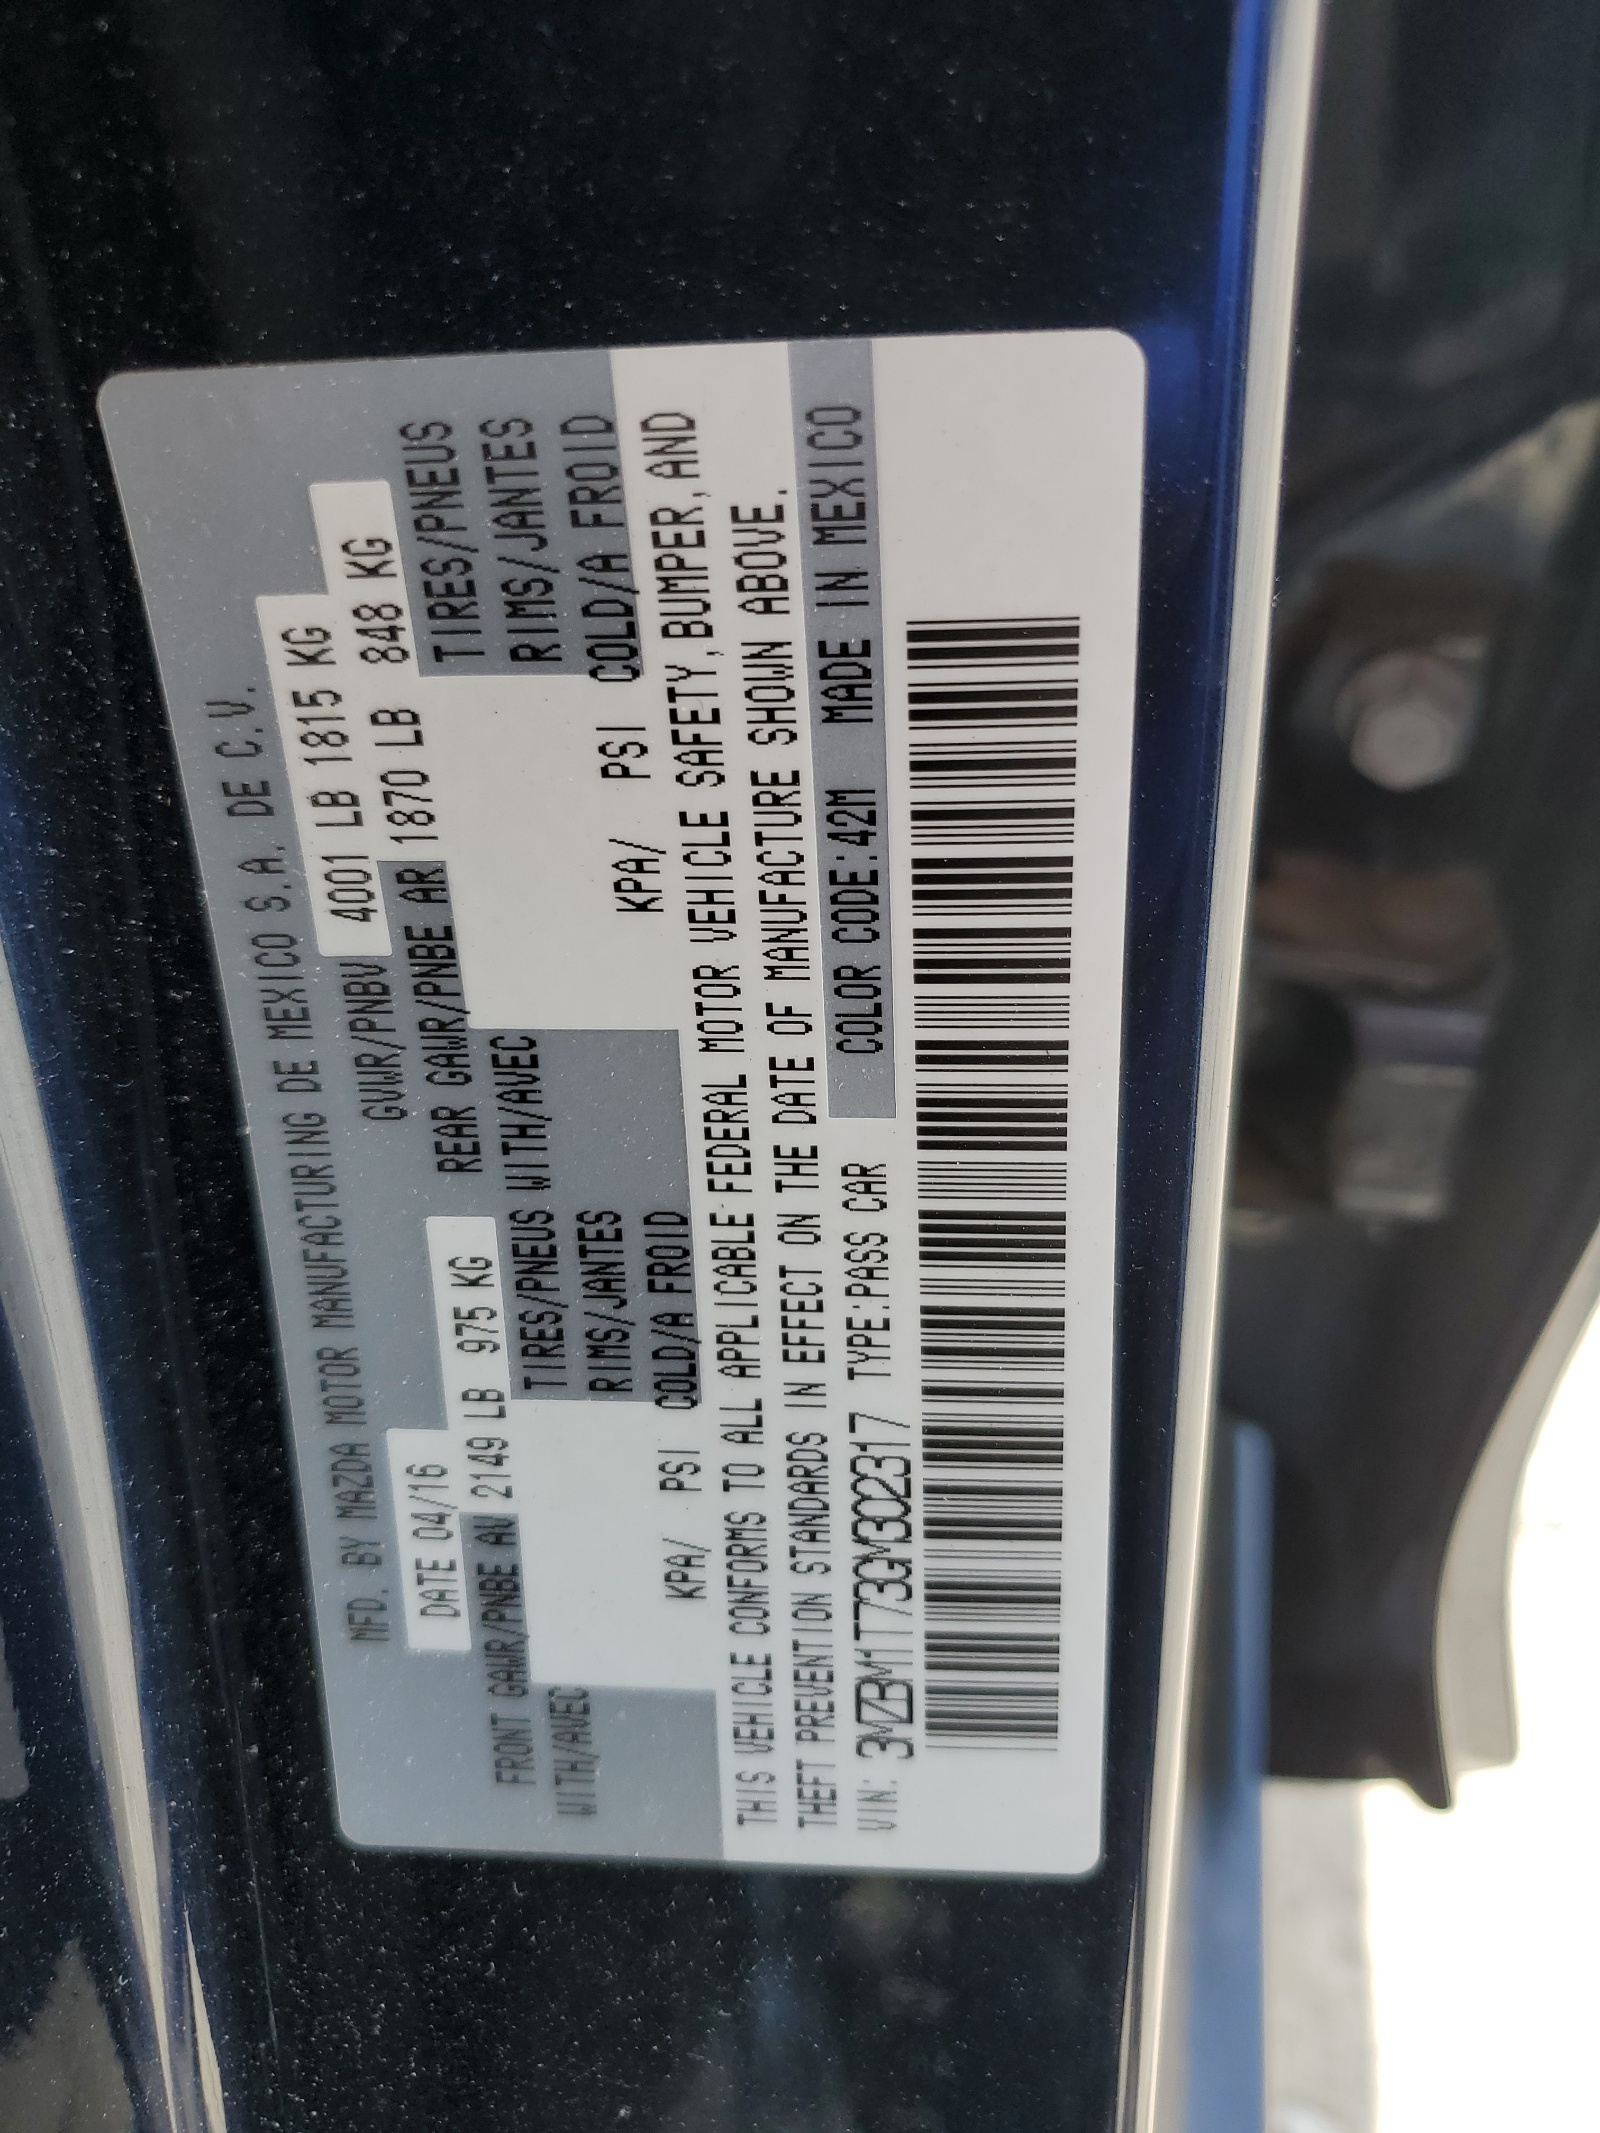 MFD. BY MAZDA MOTOR MANUFACTURING DE MEXICO S.A. DE C.V.
DATE 04/16 GVWR/PNBV 4001 LB 1815 KG
FRONT GAWR/PNBE AV 2149 LB 975 KG REAR GAWR/PNBE AR 1870 LB 848 KG
WITH/AVEC TIRES/PNEUS WITH/AVEC TIRES/PNEUS
RIMS/JANTES RIMS/JANTES
KPA/ PSI COLD/A FROID KPA/ PSI COLD/A FROID
THIS VEHICLE CONFORMS TO ALL APPLICABLE FEDERAL MOTOR VEHICLE SAFETY,BUMPER,AND
THEFT PREVENTION STANDARDS IN EFFECT ON THE DATE OF MANUFACTURE SHOWN ABOVE.
VIN: 3MZBM1T73GM302317 TYPE:PASS CAR COLOR CODE:42M MADE IN MEXICO